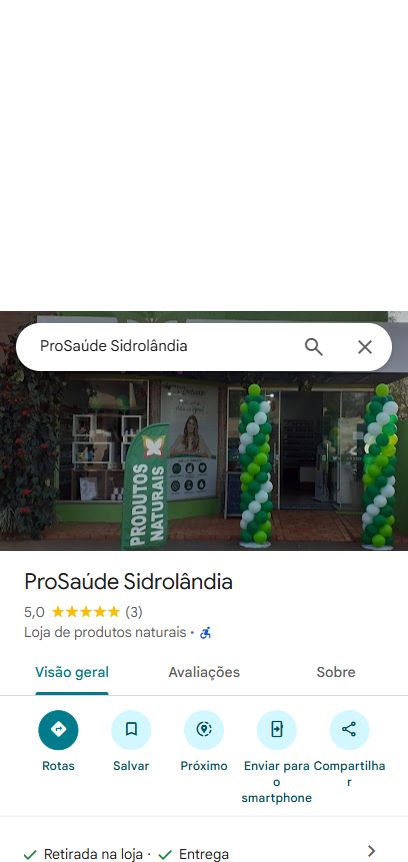 ProSaúde Sidrolândia
PRODUTOS
NATURAIS
ProSaúde Sidrolândia
5,0 (3)
Loja de produtos naturais ·
Visão geral
Avaliações
Sobre
Rotas
Salvar
Próximo
Enviar para
o
smartphone
Compartilha
r
Retirada na loja ·
Entrega